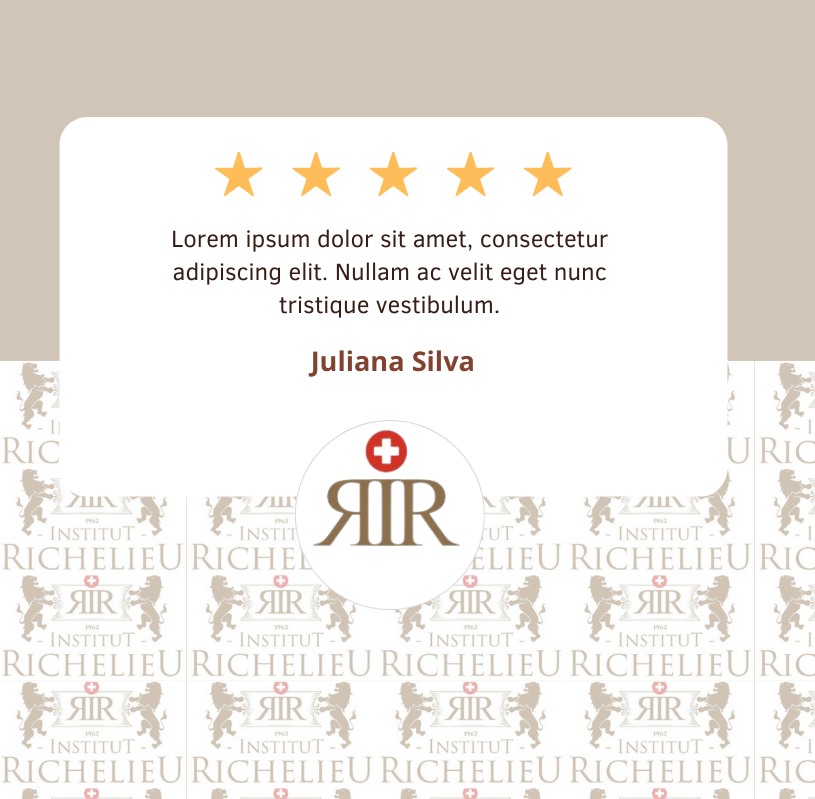 Lorem ipsum dolor sit amet, consectetur
adipiscing elit. Nullam ac velit eget nunc
tristique vestibulum.
Juliana Silva
RIR
1962
- INSTITUT -
RICHELIEU